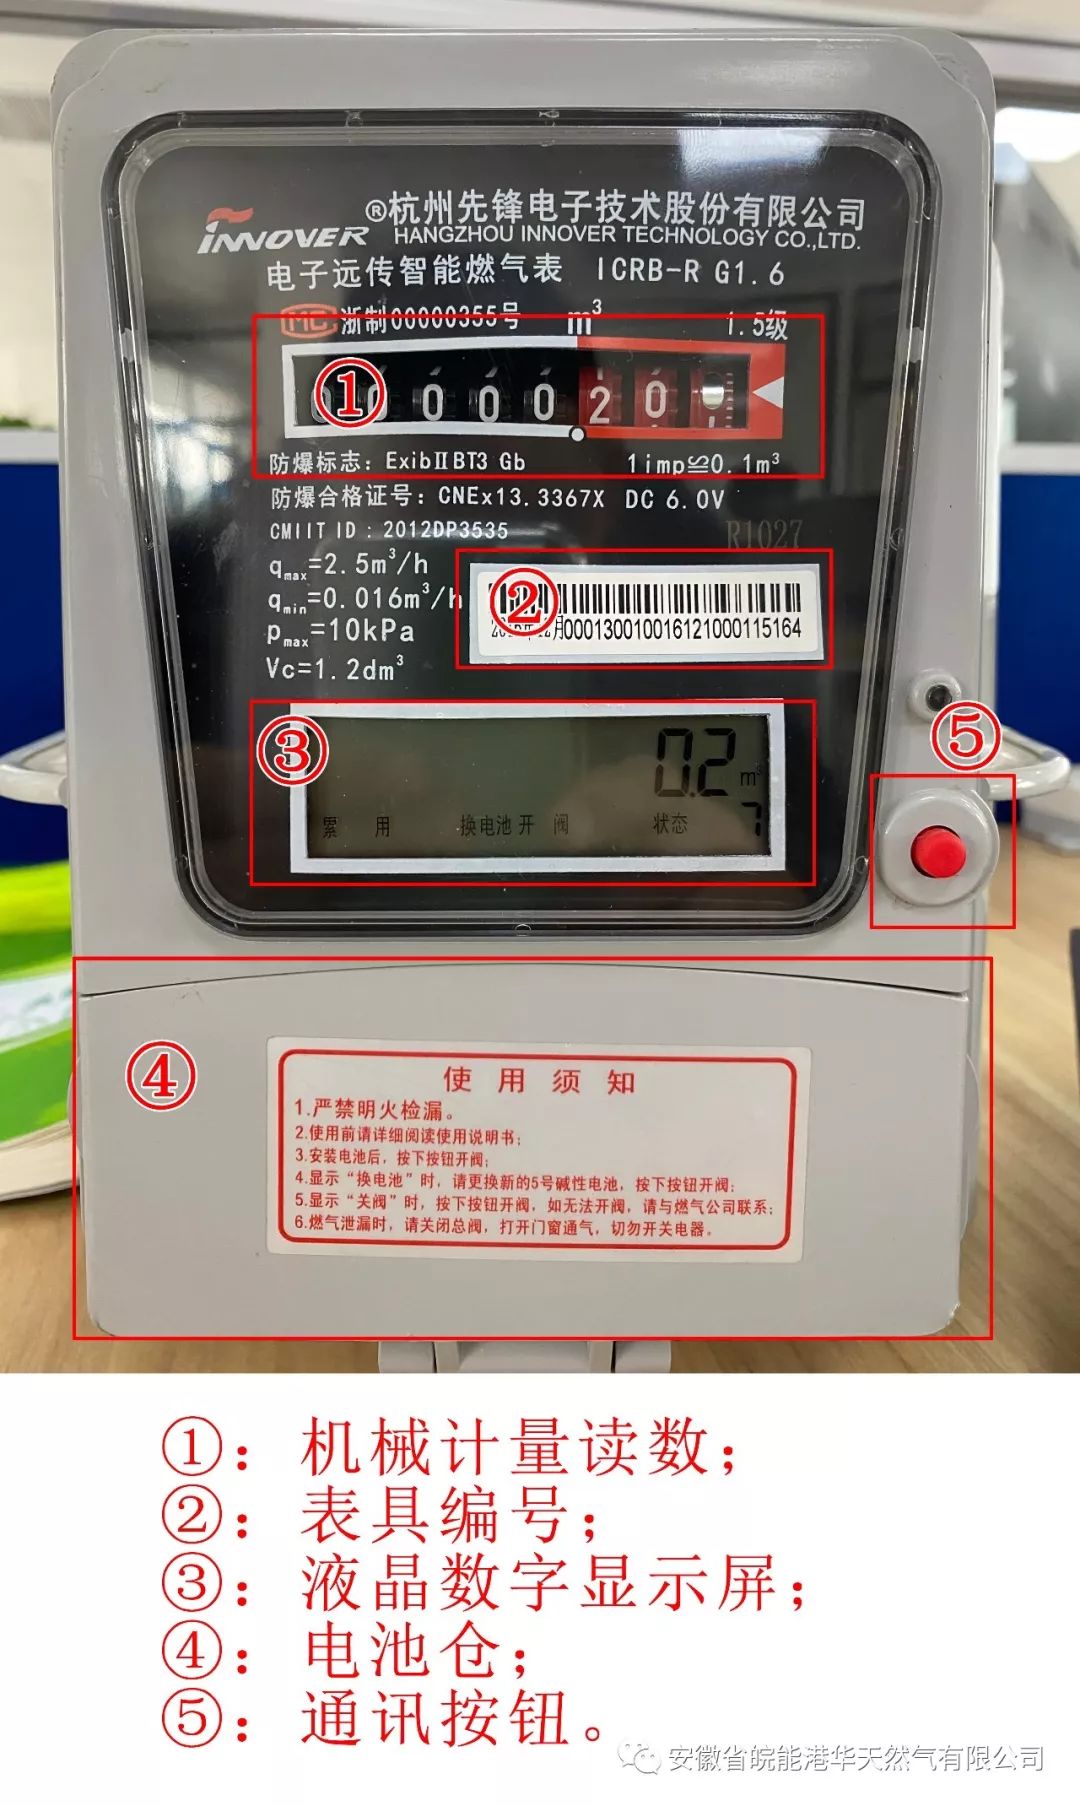 INNOVER
®杭州先锋电子技术股份有限公司
HANGZHOU INNOVER TECHNOLOGY CO.,LTD.
电子远传智能燃气表 ICRB-R G1.6
MC 浙制00000355号 m³ 1.5级
① 0 0 0 0 2 0
防爆标志：ExibⅡBT3 Gb 1imp≌0.1m³
防爆合格证号：CNEx13.3367X DC 6.0V
CMIIT ID：2012DP3535
R1027
qmax=2.5m³/h
qmin=0.016m³/h
pmax=10kPa
Vc=1.2dm³
②
000130010016121000115164
③
0.2 m³
累 用 换电池 开 阀 状态 7
⑤
④
使用须知
1.严禁明火检漏。
2.使用前请详细阅读使用说明书；
3.安装电池后，按下按钮开阀；
4.显示“换电池”时，请更换新的5号碱性电池，按下按钮开阀；
5.显示“关阀”时，按下按钮开阀，如无法开阀，请与燃气公司联系；
6.燃气泄漏时，请关闭总阀，打开门窗通气，切勿开关电器。
①：机械计量读数；
②：表具编号；
③：液晶数字显示屏；
④：电池仓；
⑤：通讯按钮。
安徽省皖能港华天然气有限公司